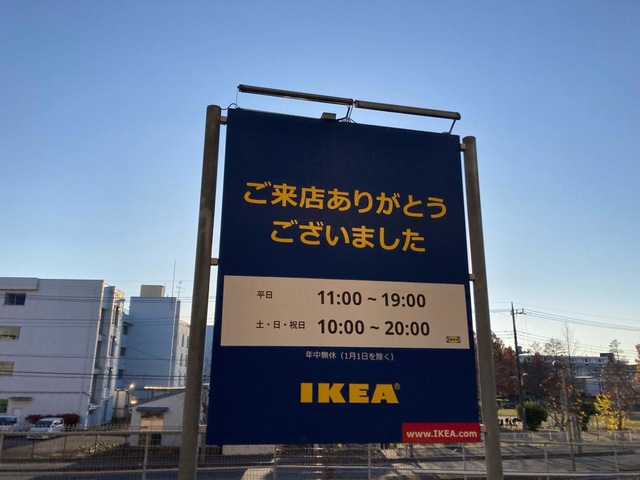 ご来店ありがとう
ございました
平日 11:00～19:00
土・日・祝日 10:00～20:00
年中無休（1月1日を除く）
IKEA®
www.IKEA.com